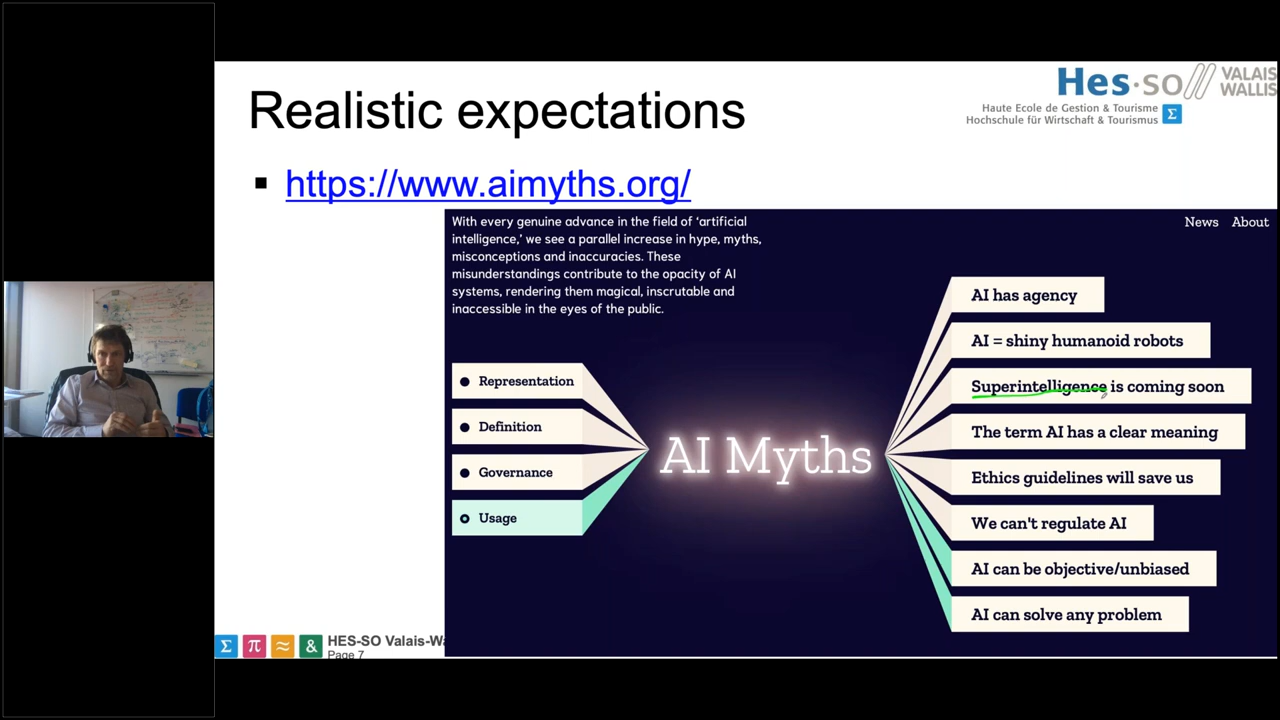 Realistic expectations
Hes·so VALAIS
WALLIS
Haute Ecole de Gestion & Tourisme
Hochschule für Wirtschaft & Tourismus Σ
https://www.aimyths.org/
With every genuine advance in the field of ‘artificial
intelligence,’ we see a parallel increase in hype, myths,
misconceptions and inaccuracies. These
misunderstandings contribute to the opacity of AI
systems, rendering them magical, inscrutable and
inaccessible in the eyes of the public.
News About
Representation
Definition
Governance
Usage
AI Myths
AI has agency
AI = shiny humanoid robots
Superintelligence is coming soon
The term AI has a clear meaning
Ethics guidelines will save us
We can't regulate AI
AI can be objective/unbiased
AI can solve any problem
Σ π ≈ & HES-SO Valais-Wa
Page 7